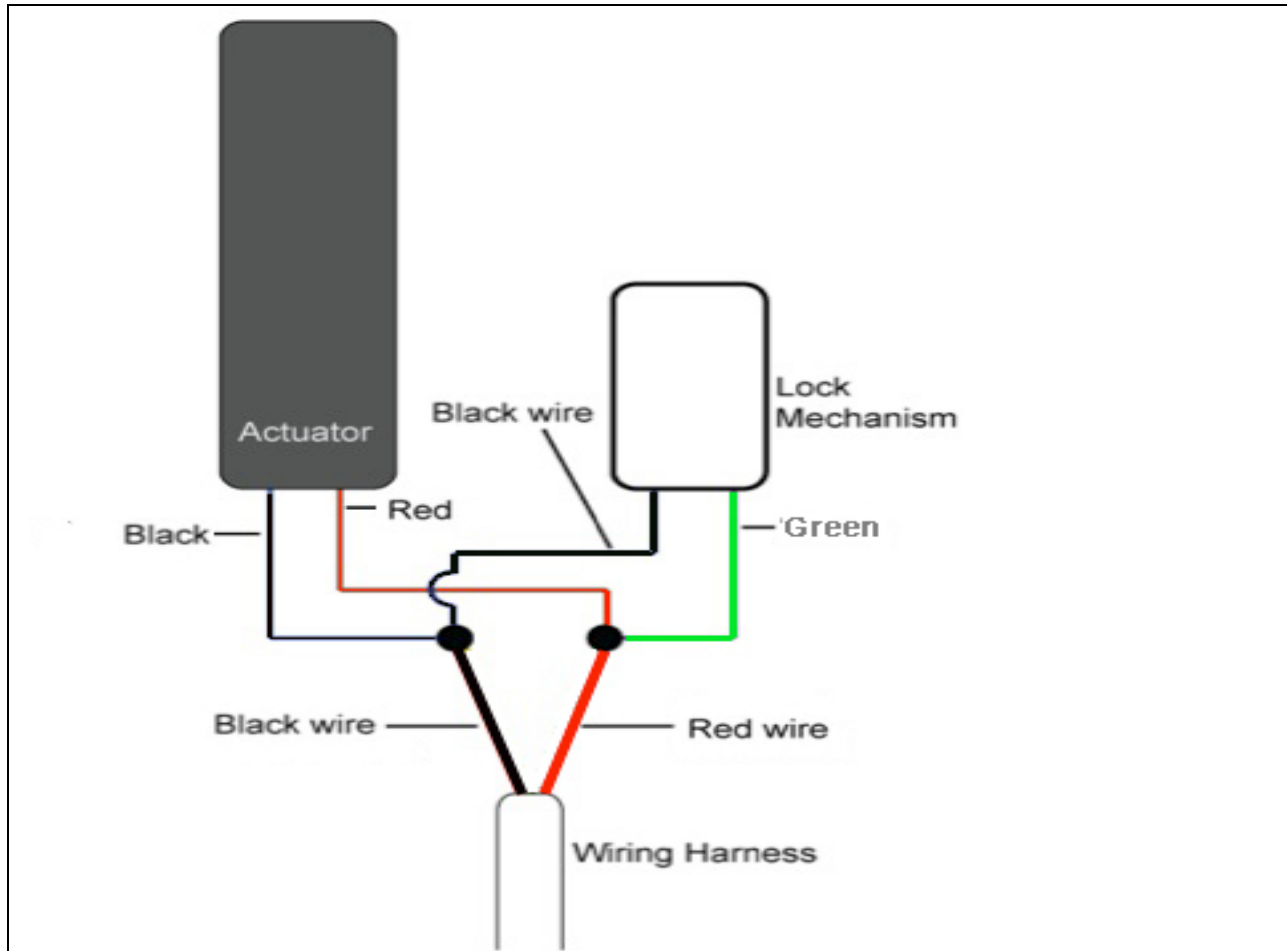 Lock
Mechanism
Black wire
Actuator
Red
Black
Green
Black wire
Red wire
Wiring Harness